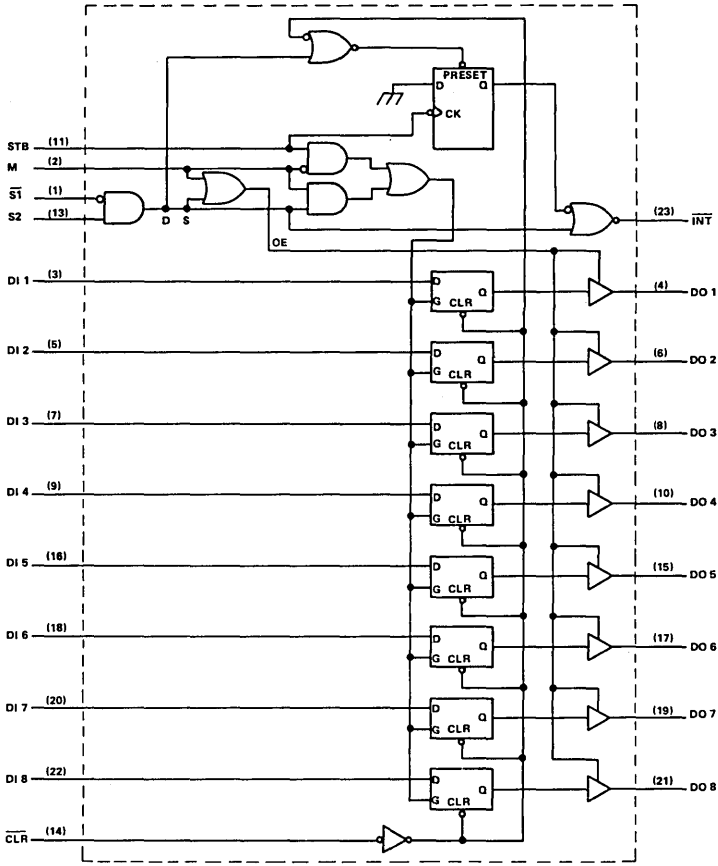 PRESET
D Q
CK
STB (11)
M (2)
S1 (1)
S2 (13)
D S
OE
(23) INT
DI 1 (3)
D Q
G CLR
(4) DO 1
DI 2 (5)
D Q
G CLR
(6) DO 2
DI 3 (7)
D Q
G CLR
(8) DO 3
DI 4 (9)
D Q
G CLR
(10) DO 4
DI 5 (16)
D Q
G CLR
(15) DO 5
DI 6 (18)
D Q
G CLR
(17) DO 6
DI 7 (20)
D Q
G CLR
(19) DO 7
DI 8 (22)
D Q
G CLR
(21) DO 8
CLR (14)